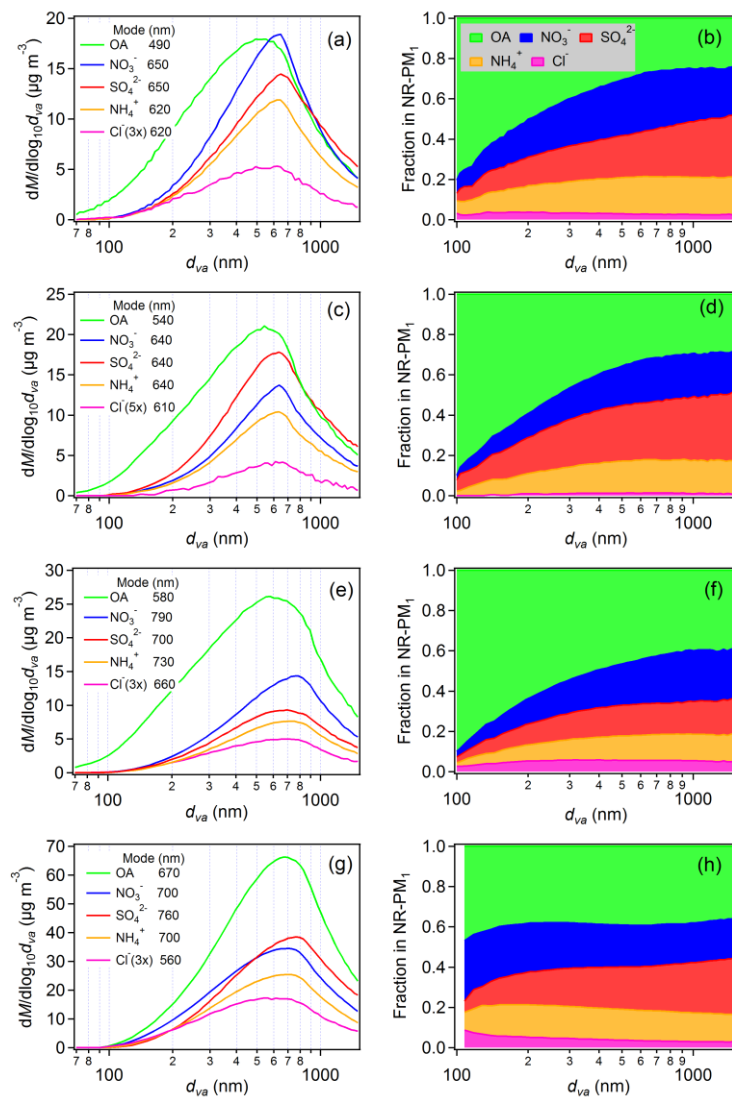 (a)
Mode (nm)
OA 490
NO₃⁻ 650
SO₄²⁻ 650
NH₄⁺ 620
Cl⁻(3x) 620
dM/dlog₁₀dva (µg m⁻³)
20
15
10
5
0
7 8 100 2 3 4 5 6 7 8 1000
dva (nm)
(b)
OA NO₃⁻ SO₄²⁻
NH₄⁺ Cl⁻
Fraction in NR-PM₁
1.0
0.8
0.6
0.4
0.2
0.0
100 2 3 4 5 6 7 8 9 1000
dva (nm)
(c)
Mode (nm)
OA 540
NO₃⁻ 640
SO₄²⁻ 640
NH₄⁺ 640
Cl⁻(5x) 610
dM/dlog₁₀dva (µg m⁻³)
25
20
15
10
5
0
7 8 100 2 3 4 5 6 7 8 1000
dva (nm)
(d)
Fraction in NR-PM₁
1.0
0.8
0.6
0.4
0.2
0.0
100 2 3 4 5 6 7 8 9 1000
dva (nm)
(e)
Mode (nm)
OA 580
NO₃⁻ 790
SO₄²⁻ 700
NH₄⁺ 730
Cl⁻(3x) 660
dM/dlog₁₀dva (µg m⁻³)
30
25
20
15
10
5
0
7 8 100 2 3 4 5 6 7 8 1000
dva (nm)
(f)
Fraction in NR-PM₁
1.0
0.8
0.6
0.4
0.2
0.0
100 2 3 4 5 6 7 8 9 1000
dva (nm)
(g)
Mode (nm)
OA 670
NO₃⁻ 700
SO₄²⁻ 760
NH₄⁺ 700
Cl⁻(3x) 560
dM/dlog₁₀dva (µg m⁻³)
70
60
50
40
30
20
10
0
7 8 100 2 3 4 5 6 7 8 1000
dva (nm)
(h)
Fraction in NR-PM₁
1.0
0.8
0.6
0.4
0.2
0.0
100 2 3 4 5 6 7 8 9 1000
dva (nm)